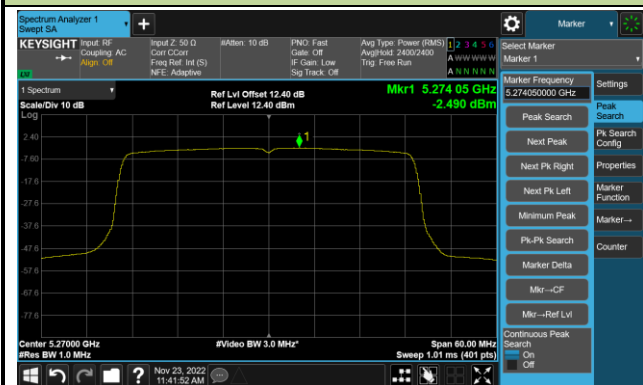 Spectrum Analyzer 1
Swept SA
+
Marker
KEYSIGHT
Input: RF
Coupling: AC
Align: Off
Input Z: 50 Ω
Corr CCorr
Freq Ref: Int (S)
NFE: Adaptive
#Atten: 10 dB
PNO: Fast
Gate: Off
IF Gain: Low
Sig Track: Off
Avg Type: Power (RMS)
Avg|Hold: 2400/2400
Trig: Free Run
1 2 3 4 5 6
A W W W W W
A N N N N N
Select Marker
Marker 1
LXI
1 Spectrum
Scale/Div 10 dB
Log
Ref Lvl Offset 12.40 dB
Ref Level 12.40 dBm
Mkr1 5.274 05 GHz
-2.490 dBm
Marker Frequency
5.274050000 GHz
Settings
Peak Search
Peak
Search
Next Peak
Pk Search
Config
Next Pk Right
Properties
Next Pk Left
Marker
Function
Minimum Peak
Marker→
Pk-Pk Search
Counter
Marker Delta
Mkr→CF
Mkr→Ref Lvl
Continuous Peak
Search
On
Off
1
2.40
-7.60
-17.6
-27.6
-37.6
-47.6
-57.6
-67.6
-77.6
Center 5.27000 GHz
#Res BW 1.0 MHz
#Video BW 3.0 MHz*
Span 60.00 MHz
Sweep 1.01 ms (401 pts)
?
Nov 23, 2022
11:41:52 AM